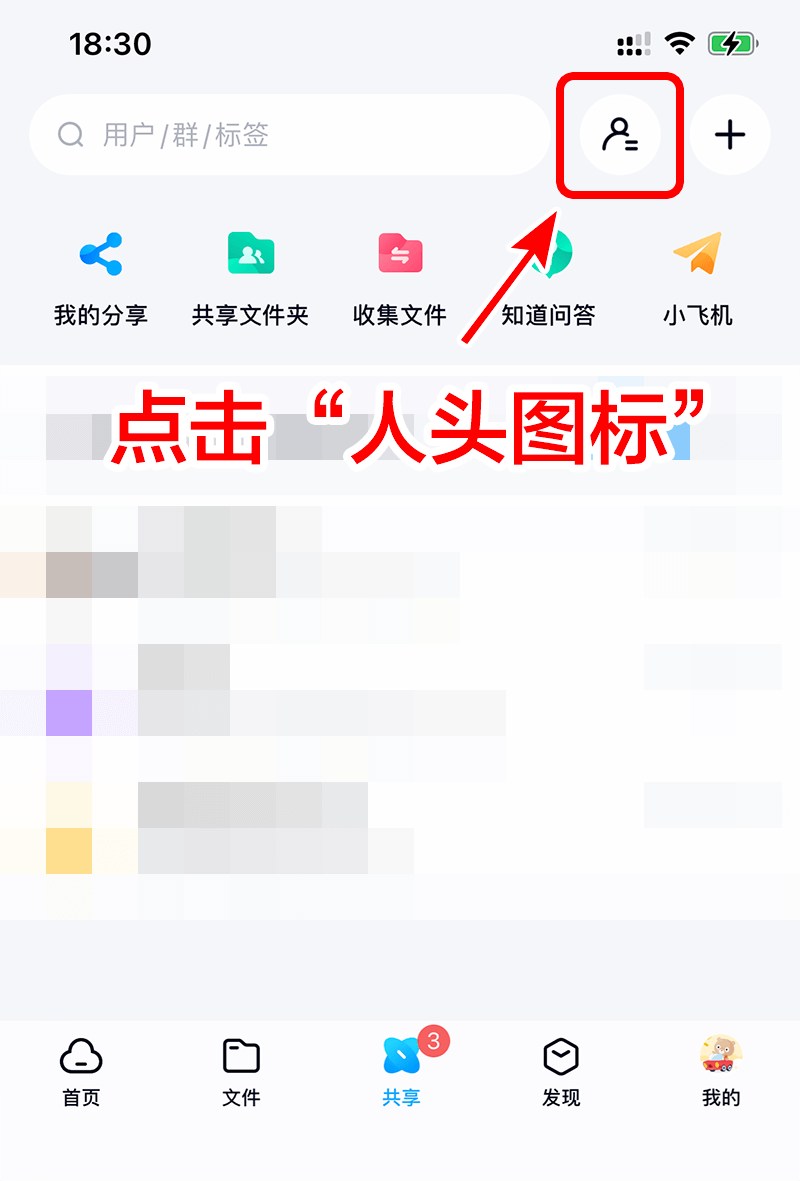 18:30
用户/群/标签
我的分享 共享文件夹 收集文件 知道问答 小飞机
点击“人头图标”
3
首页 文件 共享 发现 我的